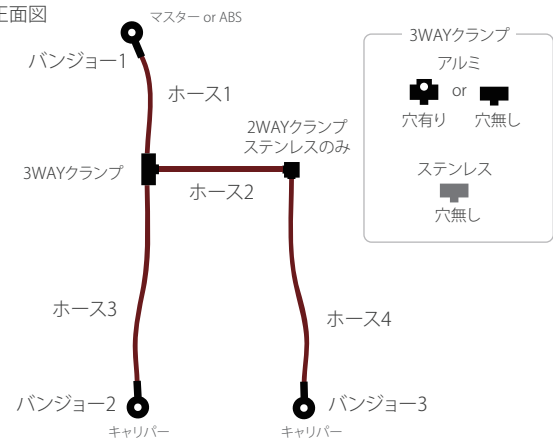 正面図
マスター or ABS
バンジョー1
ホース1
3WAYクランプ
2WAYクランプ
ステンレスのみ
ホース2
ホース3
ホース4
バンジョー2
キャリパー
バンジョー3
キャリパー
3WAYクランプ
アルミ
or
穴有り 穴無し
ステンレス
穴無し